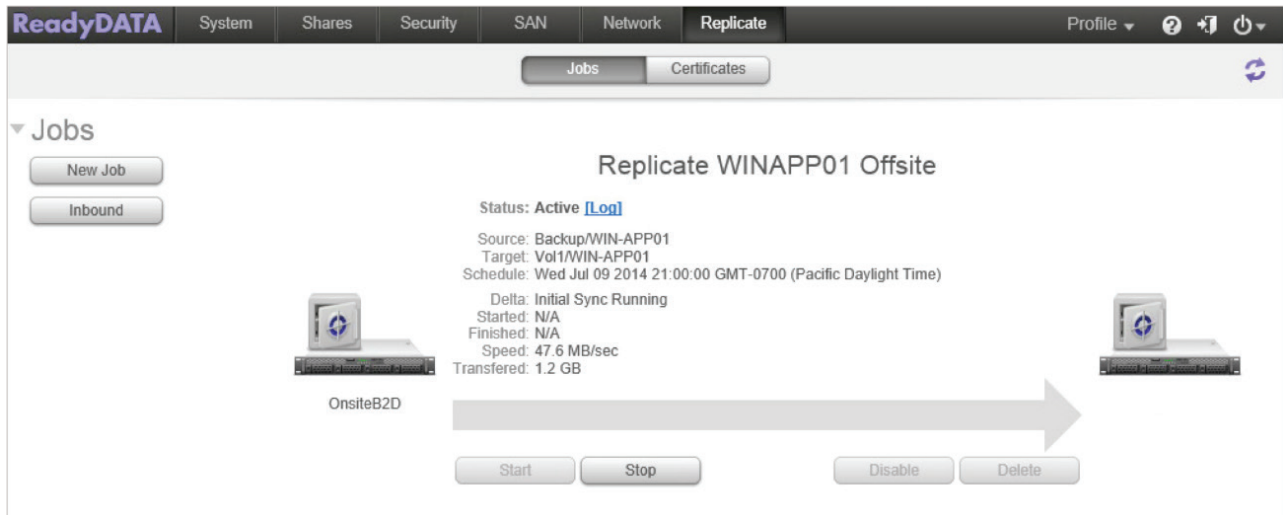 ReadyDATA System Shares Security SAN Network Replicate Profile
Jobs Certificates
Jobs
New Job
Inbound
Replicate WINAPP01 Offsite
Status: Active [Log]
Source: Backup/WIN-APP01
Target: Vol1/WIN-APP01
Schedule: Wed Jul 09 2014 21:00:00 GMT-0700 (Pacific Daylight Time)
Delta: Initial Sync Running
Started: N/A
Finished: N/A
Speed: 47.6 MB/sec
Transfered: 1.2 GB
OnsiteB2D
Start Stop Disable Delete